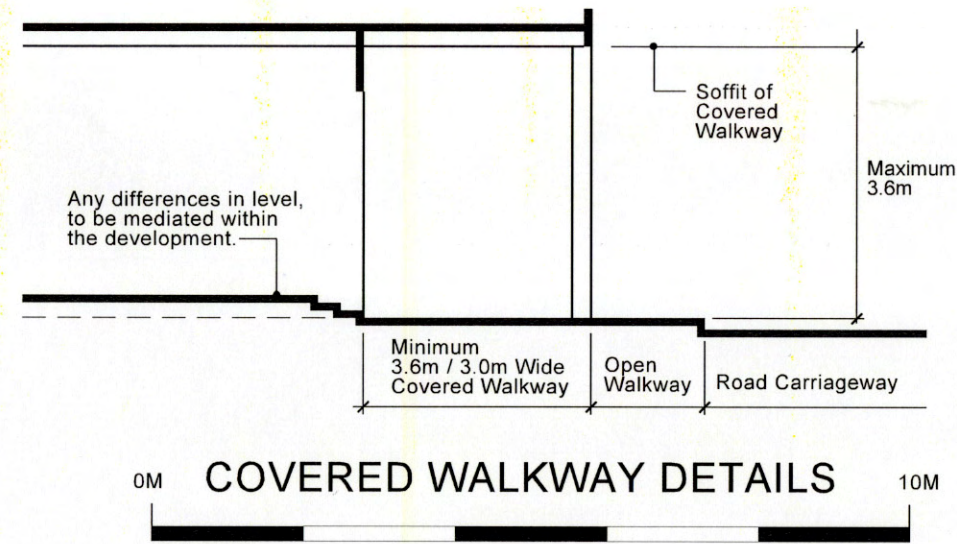 Soffit of
Covered
Walkway
Maximum
3.6m
Any differences in level,
to be mediated within
the development.
Minimum
3.6m / 3.0m Wide
Covered Walkway
Open
Walkway
Road Carriageway
0M
COVERED WALKWAY DETAILS
10M